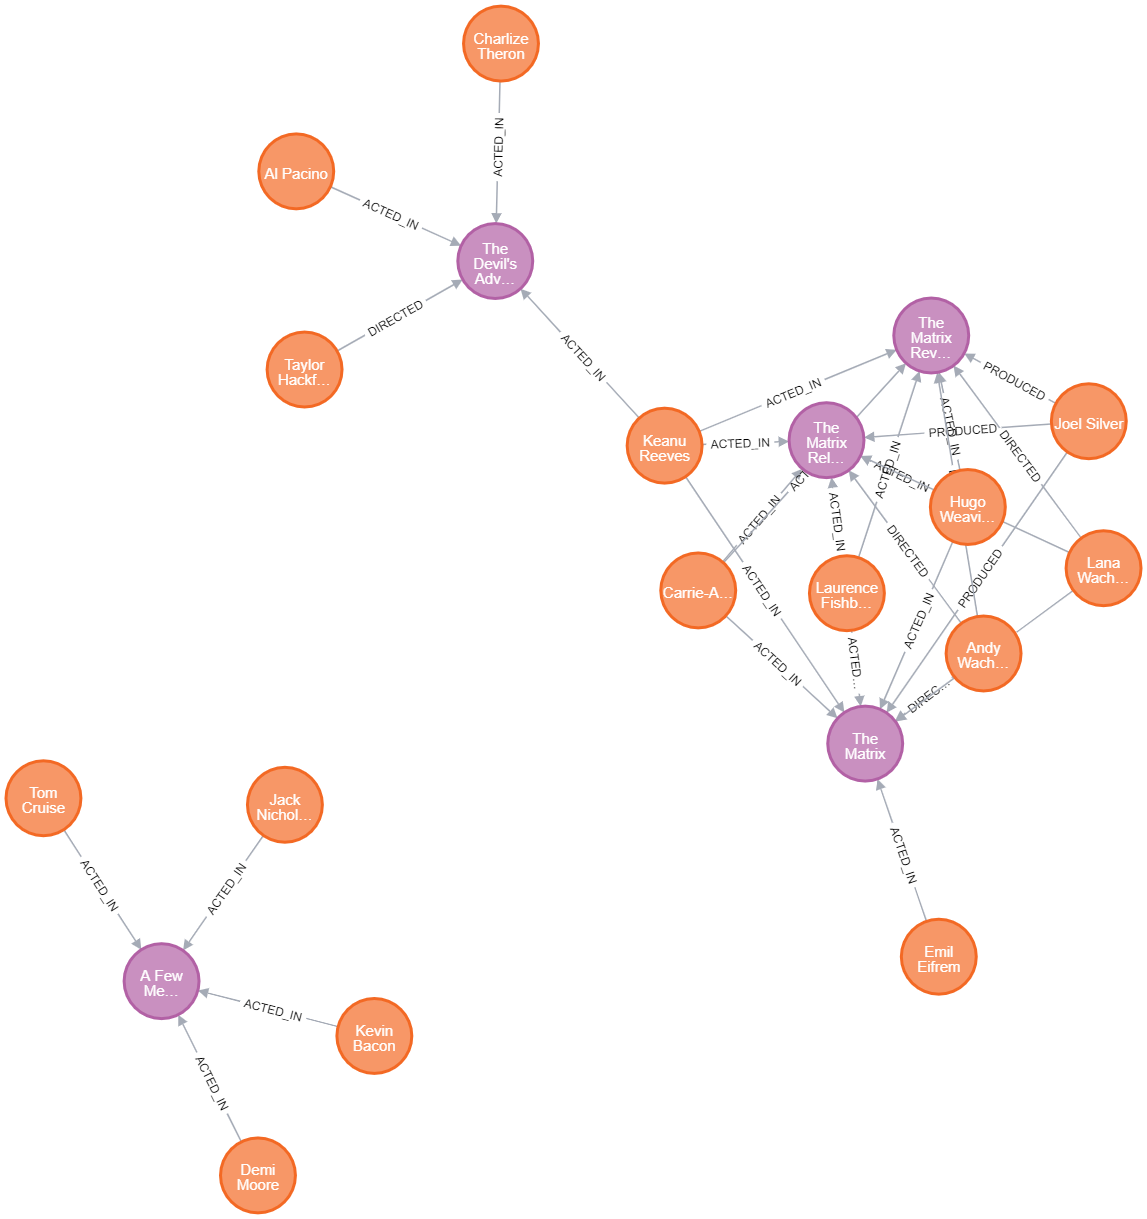 Charlize
Theron
ACTED_IN
Al Pacino
ACTED_IN
The
Devil's
Adv...
DIRECTED
Taylor
Hackf...
ACTED_IN
The
Matrix
Rev...
PRODUCED
ACTED_IN
Joel Silver
PRODUCED
ACTED_IN
Keanu
Reeves
ACTED_IN
The
Matrix
Rel...
DIRECTED
ACTED_IN
ACTED_IN
ACT
Hugo
Weavi...
ACTED_IN
ACTED_IN
DIRECTED
PRODUCED
Lana
Wach...
Carrie-A...
ACTED_IN
Laurence
Fishb...
ACTED_IN
Andy
Wach...
ACTED_IN
ACTED...
DIREC...
The
Matrix
Tom
Cruise
Jack
Nichol...
ACTED_IN
ACTED_IN
ACTED_IN
Emil
Eifrem
A Few
Me...
ACTED_IN
Kevin
Bacon
ACTED_IN
Demi
Moore